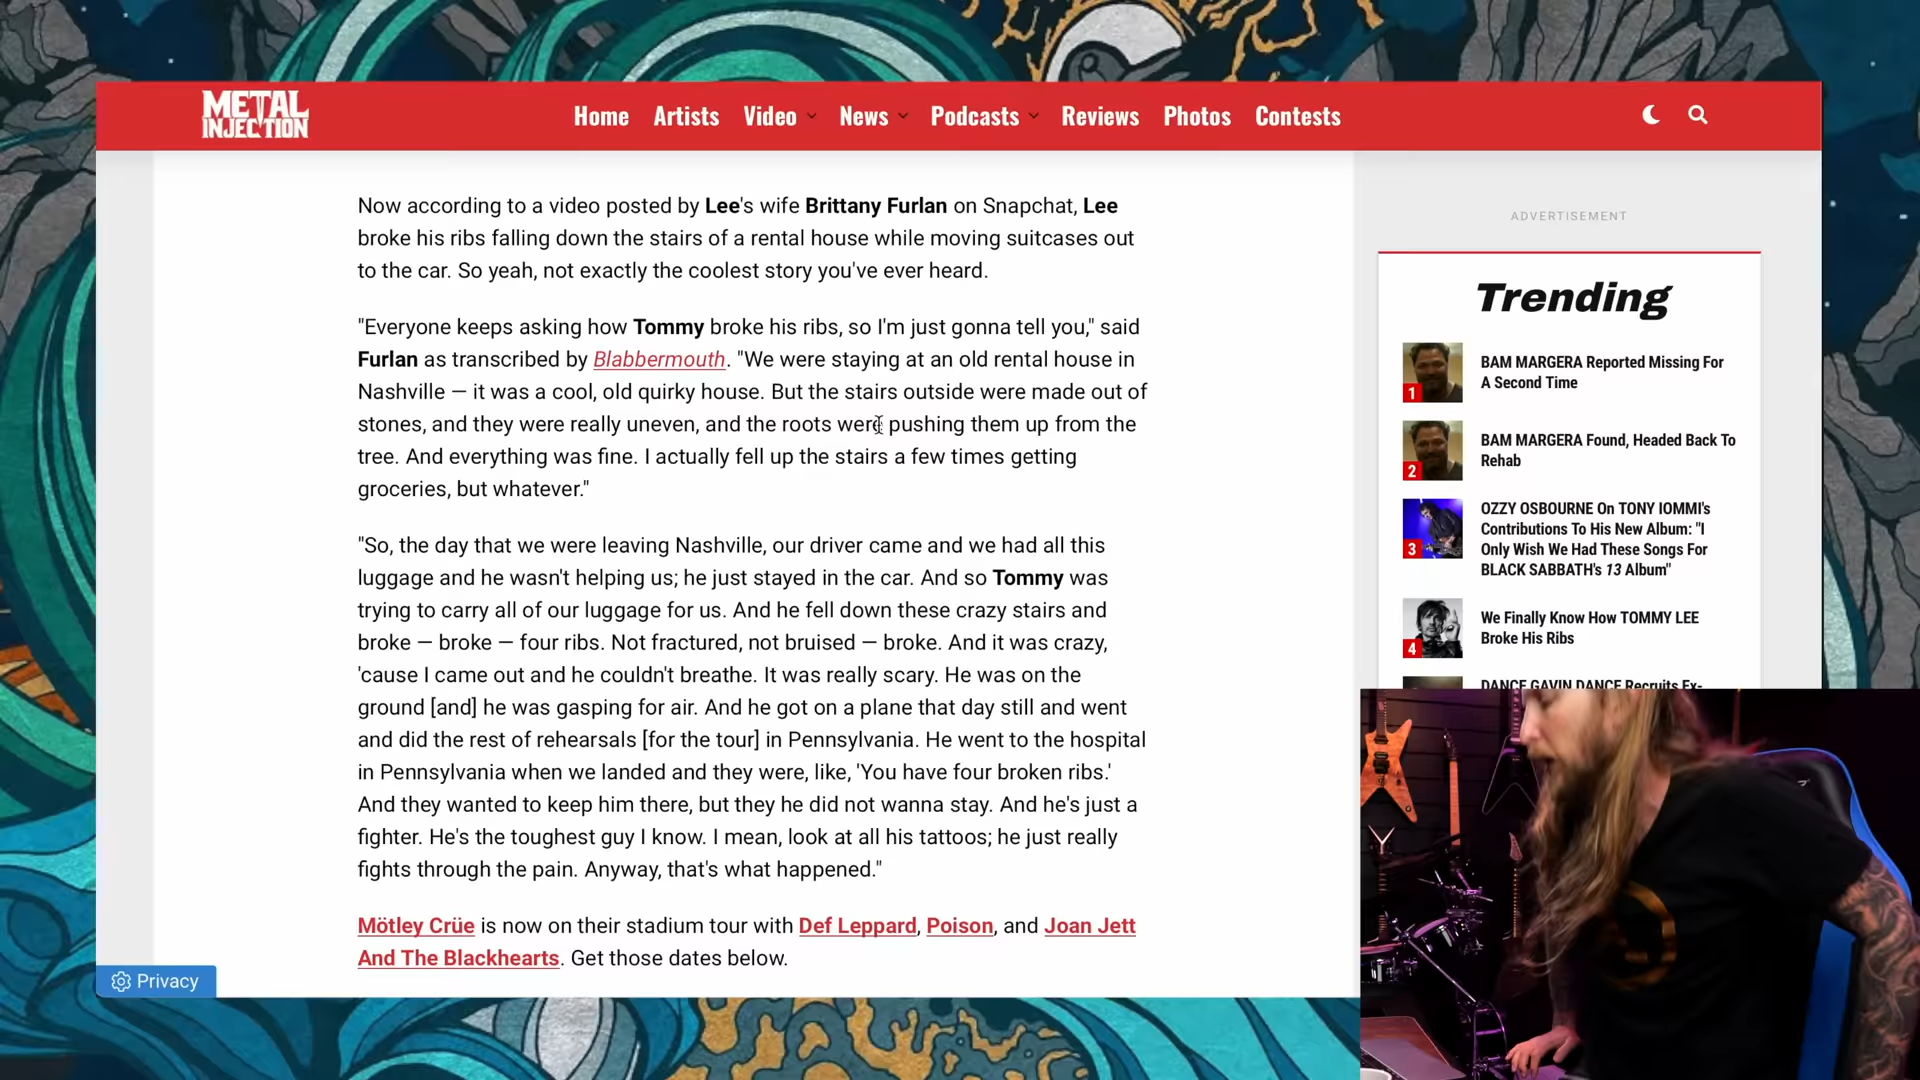 METAL
INJECTION
Home Artists Video News Podcasts Reviews Photos Contests
Now according to a video posted by Lee's wife Brittany Furlan on Snapchat, Lee
broke his ribs falling down the stairs of a rental house while moving suitcases out
to the car. So yeah, not exactly the coolest story you've ever heard.
"Everyone keeps asking how Tommy broke his ribs, so I'm just gonna tell you," said
Furlan as transcribed by Blabbermouth. "We were staying at an old rental house in
Nashville — it was a cool, old quirky house. But the stairs outside were made out of
stones, and they were really uneven, and the roots were pushing them up from the
tree. And everything was fine. I actually fell up the stairs a few times getting
groceries, but whatever."
"So, the day that we were leaving Nashville, our driver came and we had all this
luggage and he wasn't helping us; he just stayed in the car. And so Tommy was
trying to carry all of our luggage for us. And he fell down these crazy stairs and
broke — broke — four ribs. Not fractured, not bruised — broke. And it was crazy,
'cause I came out and he couldn't breathe. It was really scary. He was on the
ground [and] he was gasping for air. And he got on a plane that day still and went
and did the rest of rehearsals [for the tour] in Pennsylvania. He went to the hospital
in Pennsylvania when we landed and they were, like, 'You have four broken ribs.'
And they wanted to keep him there, but they he did not wanna stay. And he's just a
fighter. He's the toughest guy I know. I mean, look at all his tattoos; he just really
fights through the pain. Anyway, that's what happened."
Mötley Crüe is now on their stadium tour with Def Leppard, Poison, and Joan Jett
And The Blackhearts. Get those dates below.
Privacy
ADVERTISEMENT
Trending
1
BAM MARGERA Reported Missing For
A Second Time
2
BAM MARGERA Found, Headed Back To
Rehab
3
OZZY OSBOURNE On TONY IOMMI's
Contributions To His New Album: "I
Only Wish We Had These Songs For
BLACK SABBATH's 13 Album"
4
We Finally Know How TOMMY LEE
Broke His Ribs
DANCE GAVIN DANCE Recruits Ex-